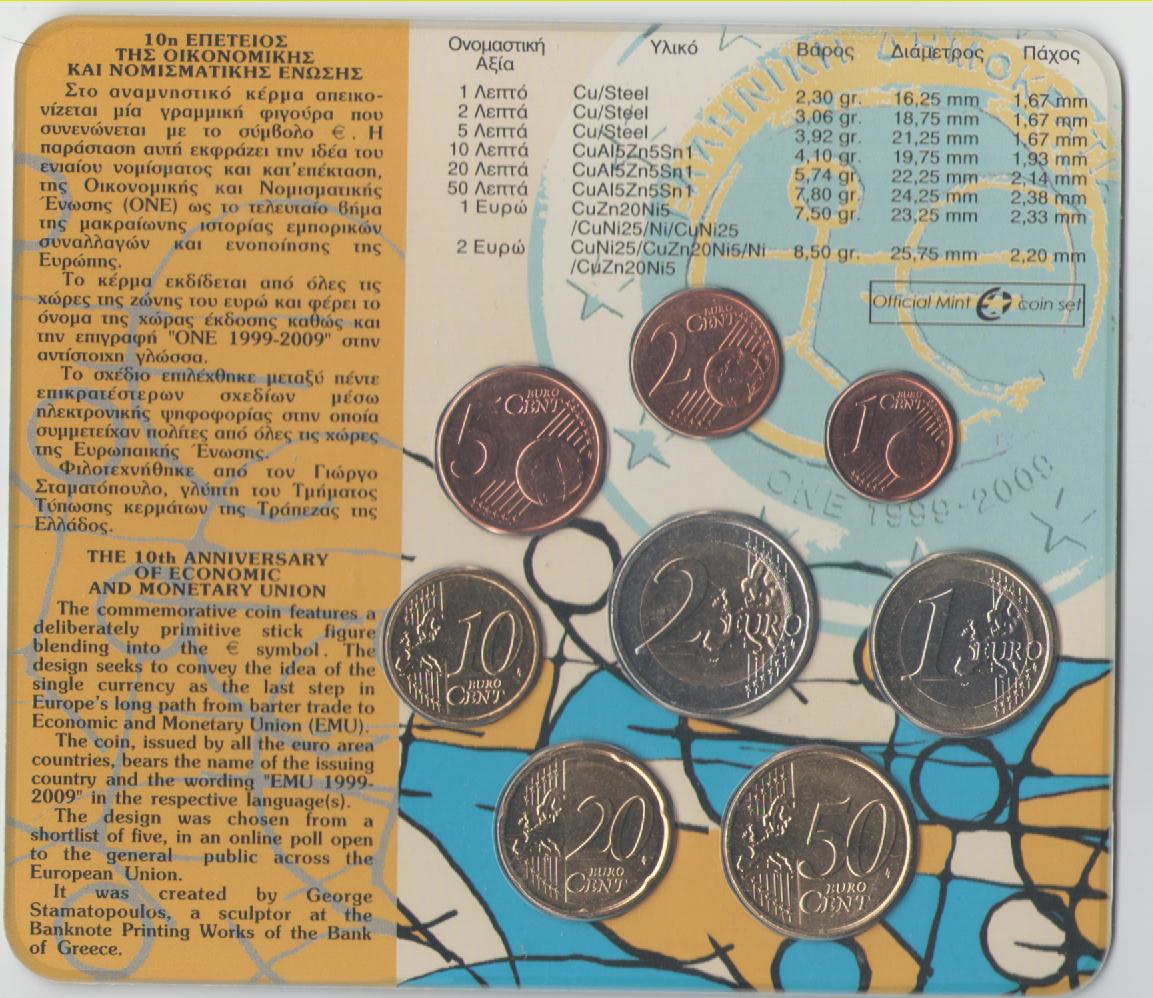 10η ΕΠΕΤΕΙΟΣ
ΤΗΣ ΟΙΚΟΝΟΜΙΚΗΣ
ΚΑΙ ΝΟΜΙΣΜΑΤΙΚΗΣ ΕΝΩΣΗΣ
Στο αναμνηστικό κέρμα απεικο-
νίζεται μία γραμμική φιγούρα που
συνενώνεται με το σύμβολο €. Η
παράσταση αυτή εκφράζει την ιδέα του
ενιαίου νομίσματος και κατ'επέκταση,
της Οικονομικής και Νομισματικής
Ένωσης (ΟΝΕ) ως το τελευταίο βήμα
της μακραίωνης ιστορίας εμπορικών
συναλλαγών και ενοποίησης της
Ευρώπης.
Το κέρμα εκδίδεται από όλες τις
χώρες της ζώνης του ευρώ και φέρει το
όνομα της χώρας έκδοσης καθώς και
την επιγραφή "ΟΝΕ 1999-2009" στην
αντίστοιχη γλώσσα.
Το σχέδιο επιλέχθηκε μεταξύ πέντε
επικρατέστερων σχεδίων μέσω
ηλεκτρονικής ψηφοφορίας στην οποία
συμμετείχαν πολίτες από όλες τις χώρες
της Ευρωπαικής Ένωσης.
Φιλοτεχνήθηκε από τον Γιώργο
Σταματόπουλο, γλύπτη του Τμήματος
Τύπωσης κερμάτων της Τράπεζας της
Ελλάδος.
THE 10th ANNIVERSARY
OF ECONOMIC
AND MONETARY UNION
The commemorative coin features a
deliberately primitive stick figure
blending into the € symbol. The
design seeks to convey the idea of the
single currency as the last step in
Europe's long path from barter trade to
Economic and Monetary Union (EMU).
The coin, issued by all the euro area
countries, bears the name of the issuing
country and the wording "EMU 1999-
2009" in the respective language(s).
The design was chosen from a
shortlist of five, in an online poll open
to the general public across the
European Union.
It was created by George
Stamatopoulos, a sculptor at the
Banknote Printing Works of the Bank
of Greece.
Ονομαστική Αξία Υλικό Βάρος Διάμετρος Πάχος
1 Λεπτό Cu/Steel 2,30 gr. 16,25 mm 1,67 mm
2 Λεπτά Cu/Steel 3,06 gr. 18,75 mm 1,67 mm
5 Λεπτά Cu/Steel 3,92 gr. 21,25 mm 1,67 mm
10 Λεπτά CuAl5Zn5Sn1 4,10 gr. 19,75 mm 1,93 mm
20 Λεπτά CuAl5Zn5Sn1 5,74 gr. 22,25 mm 2,14 mm
50 Λεπτά CuAl5Zn5Sn1 7,80 gr. 24,25 mm 2,38 mm
1 Ευρώ CuZn20Ni5 7,50 gr. 23,25 mm 2,33 mm
/CuNi25/Ni/CuNi25
2 Ευρώ CuNi25/CuZn20Ni5/Ni 8,50 gr. 25,75 mm 2,20 mm
/CuZn20Ni5
Official Mint coin set
ΟΝΕ 1999-2009
2 EURO CENT
5 EURO CENT
1 EURO CENT
10 EURO CENT
2 EURO
1 EURO
20 EURO CENT
50 EURO CENT